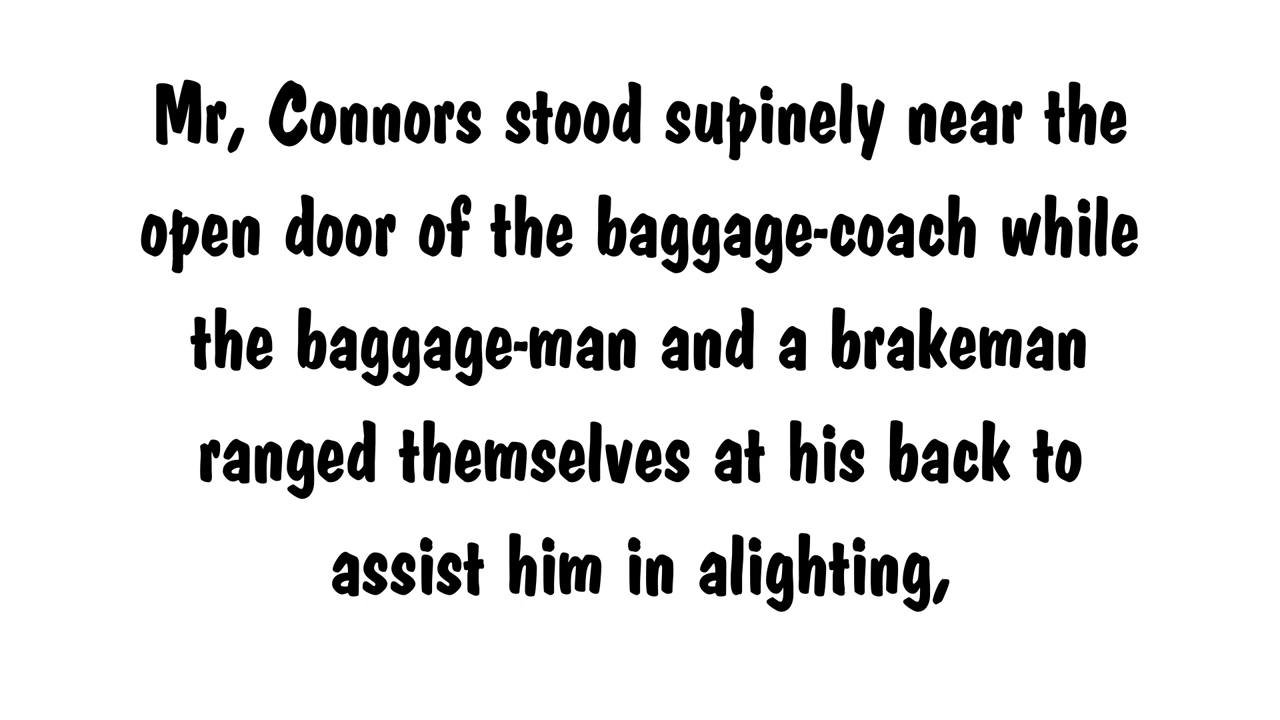 Mr, Connors stood supinely near the
open door of the baggage-coach while
the baggage-man and a brakeman
ranged themselves at his back to
assist him in alighting,